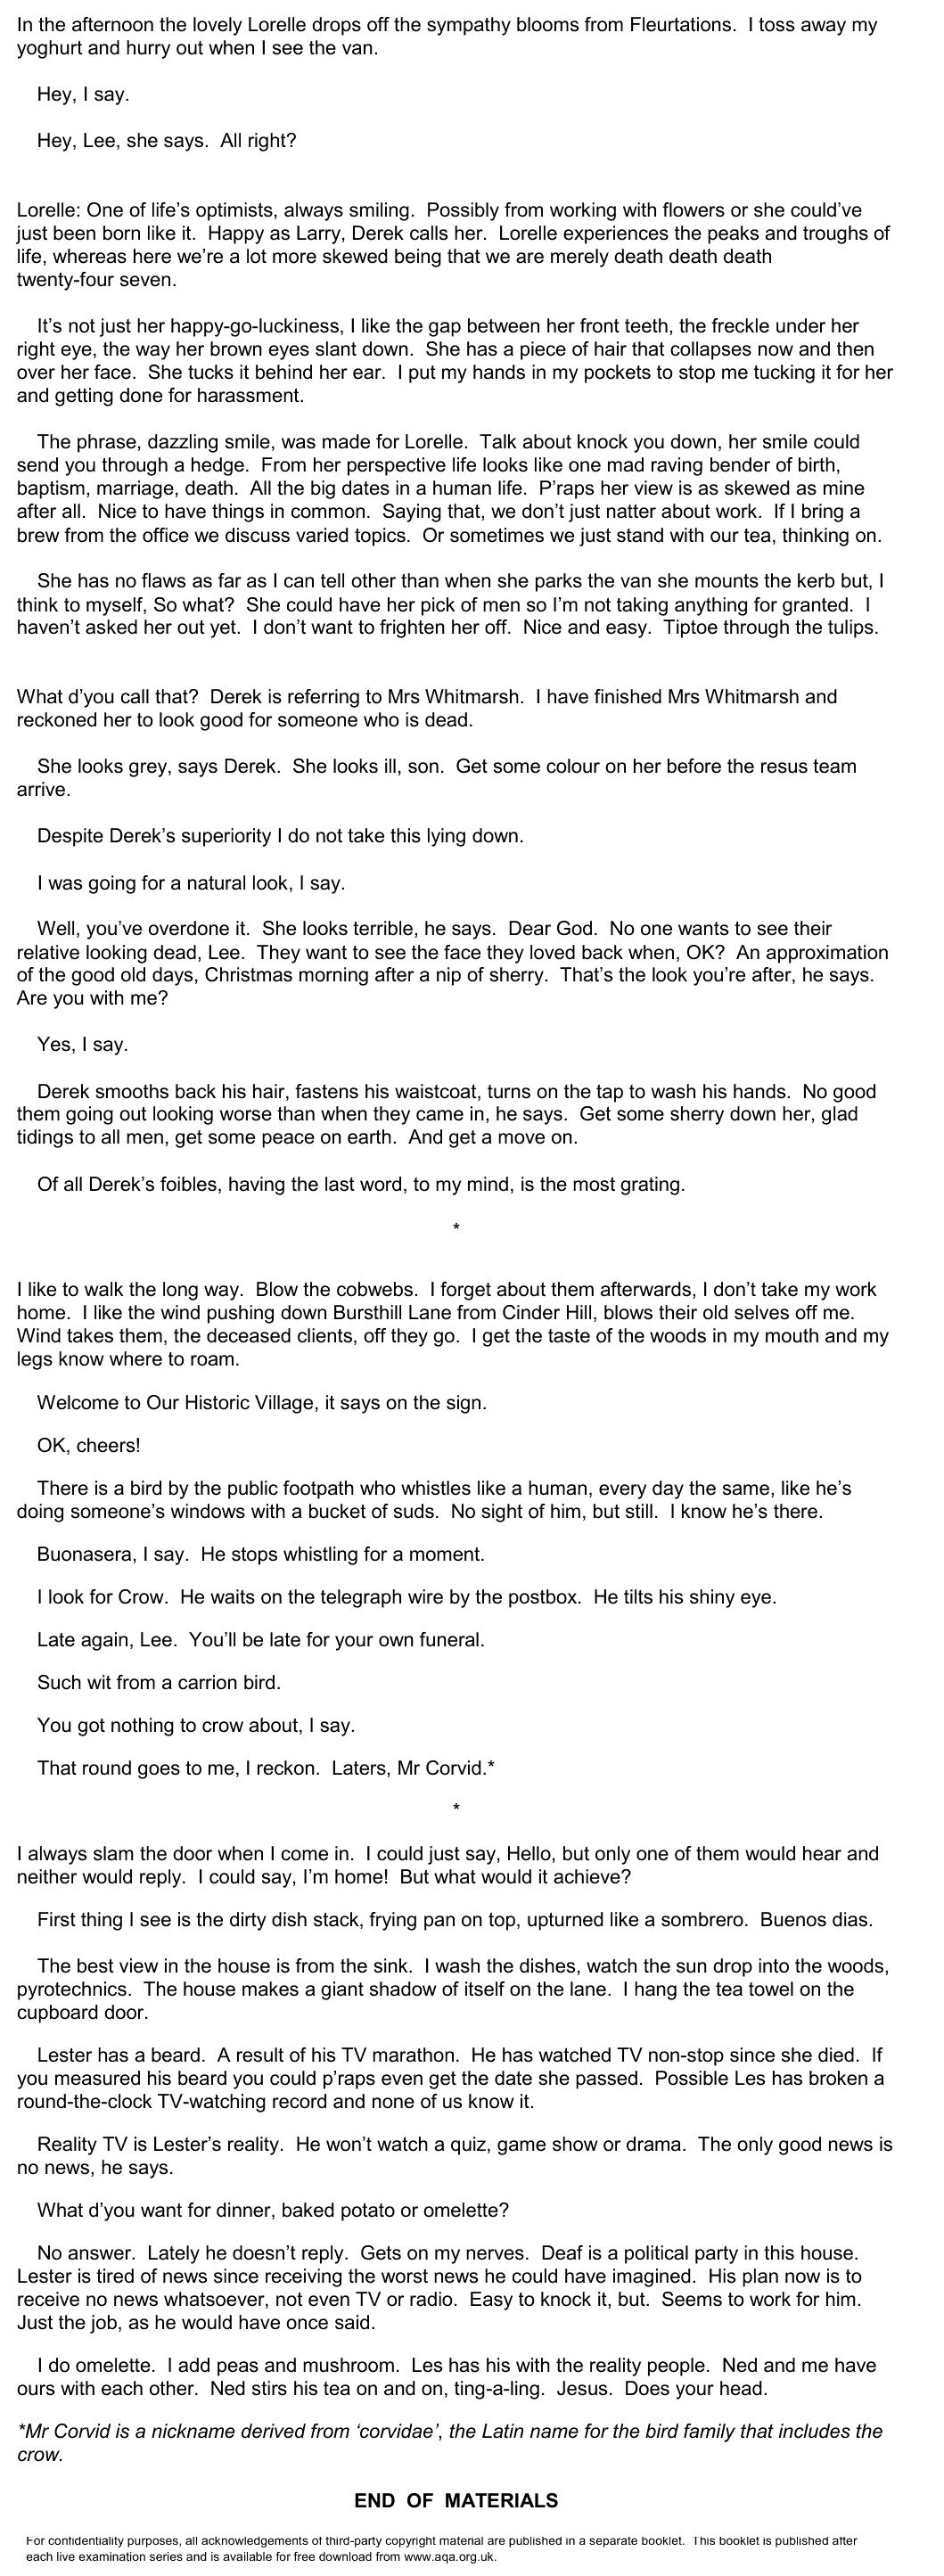 In the afternoon the lovely Lorelle drops off the sympathy blooms from Fleurtations.  I toss away my
yoghurt and hurry out when I see the van.
Hey, I say.
Hey, Lee, she says.  All right?
Lorelle: One of life’s optimists, always smiling.  Possibly from working with flowers or she could’ve
just been born like it.  Happy as Larry, Derek calls her.  Lorelle experiences the peaks and troughs of
life, whereas here we’re a lot more skewed being that we are merely death death death
twenty-four seven.
It’s not just her happy-go-luckiness, I like the gap between her front teeth, the freckle under her
right eye, the way her brown eyes slant down.  She has a piece of hair that collapses now and then
over her face.  She tucks it behind her ear.  I put my hands in my pockets to stop me tucking it for her
and getting done for harassment.
The phrase, dazzling smile, was made for Lorelle.  Talk about knock you down, her smile could
send you through a hedge.  From her perspective life looks like one mad raving bender of birth,
baptism, marriage, death.  All the big dates in a human life.  P’raps her view is as skewed as mine
after all.  Nice to have things in common.  Saying that, we don’t just natter about work.  If I bring a
brew from the office we discuss varied topics.  Or sometimes we just stand with our tea, thinking on.
She has no flaws as far as I can tell other than when she parks the van she mounts the kerb but, I
think to myself, So what?  She could have her pick of men so I’m not taking anything for granted.  I
haven’t asked her out yet.  I don’t want to frighten her off.  Nice and easy.  Tiptoe through the tulips.
What d’you call that?  Derek is referring to Mrs Whitmarsh.  I have finished Mrs Whitmarsh and
reckoned her to look good for someone who is dead.
She looks grey, says Derek.  She looks ill, son.  Get some colour on her before the resus team
arrive.
Despite Derek’s superiority I do not take this lying down.
I was going for a natural look, I say.
Well, you’ve overdone it.  She looks terrible, he says.  Dear God.  No one wants to see their
relative looking dead, Lee.  They want to see the face they loved back when, OK?  An approximation
of the good old days, Christmas morning after a nip of sherry.  That’s the look you’re after, he says.
Are you with me?
Yes, I say.
Derek smooths back his hair, fastens his waistcoat, turns on the tap to wash his hands.  No good
them going out looking worse than when they came in, he says.  Get some sherry down her, glad
tidings to all men, get some peace on earth.  And get a move on.
Of all Derek’s foibles, having the last word, to my mind, is the most grating.
*
I like to walk the long way.  Blow the cobwebs.  I forget about them afterwards, I don’t take my work
home.  I like the wind pushing down Bursthill Lane from Cinder Hill, blows their old selves off me.
Wind takes them, the deceased clients, off they go.  I get the taste of the woods in my mouth and my
legs know where to roam.
Welcome to Our Historic Village, it says on the sign.
OK, cheers!
There is a bird by the public footpath who whistles like a human, every day the same, like he’s
doing someone’s windows with a bucket of suds.  No sight of him, but still.  I know he’s there.
Buonasera, I say.  He stops whistling for a moment.
I look for Crow.  He waits on the telegraph wire by the postbox.  He tilts his shiny eye.
Late again, Lee.  You’ll be late for your own funeral.
Such wit from a carrion bird.
You got nothing to crow about, I say.
That round goes to me, I reckon.  Laters, Mr Corvid.*
*
I always slam the door when I come in.  I could just say, Hello, but only one of them would hear and
neither would reply.  I could say, I’m home!  But what would it achieve?
First thing I see is the dirty dish stack, frying pan on top, upturned like a sombrero.  Buenos dias.
The best view in the house is from the sink.  I wash the dishes, watch the sun drop into the woods,
pyrotechnics.  The house makes a giant shadow of itself on the lane.  I hang the tea towel on the
cupboard door.
Lester has a beard.  A result of his TV marathon.  He has watched TV non-stop since she died.  If
you measured his beard you could p’raps even get the date she passed.  Possible Les has broken a
round-the-clock TV-watching record and none of us know it.
Reality TV is Lester’s reality.  He won’t watch a quiz, game show or drama.  The only good news is
no news, he says.
What d’you want for dinner, baked potato or omelette?
No answer.  Lately he doesn’t reply.  Gets on my nerves.  Deaf is a political party in this house.
Lester is tired of news since receiving the worst news he could have imagined.  His plan now is to
receive no news whatsoever, not even TV or radio.  Easy to knock it, but.  Seems to work for him.
Just the job, as he would have once said.
I do omelette.  I add peas and mushroom.  Les has his with the reality people.  Ned and me have
ours with each other.  Ned stirs his tea on and on, ting-a-ling.  Jesus.  Does your head.
*Mr Corvid is a nickname derived from ‘corvidae’, the Latin name for the bird family that includes the
crow.
END OF MATERIALS
For confidentiality purposes, all acknowledgements of third-party copyright material are published in a separate booklet.  This booklet is published after
each live examination series and is available for free download from www.aqa.org.uk.